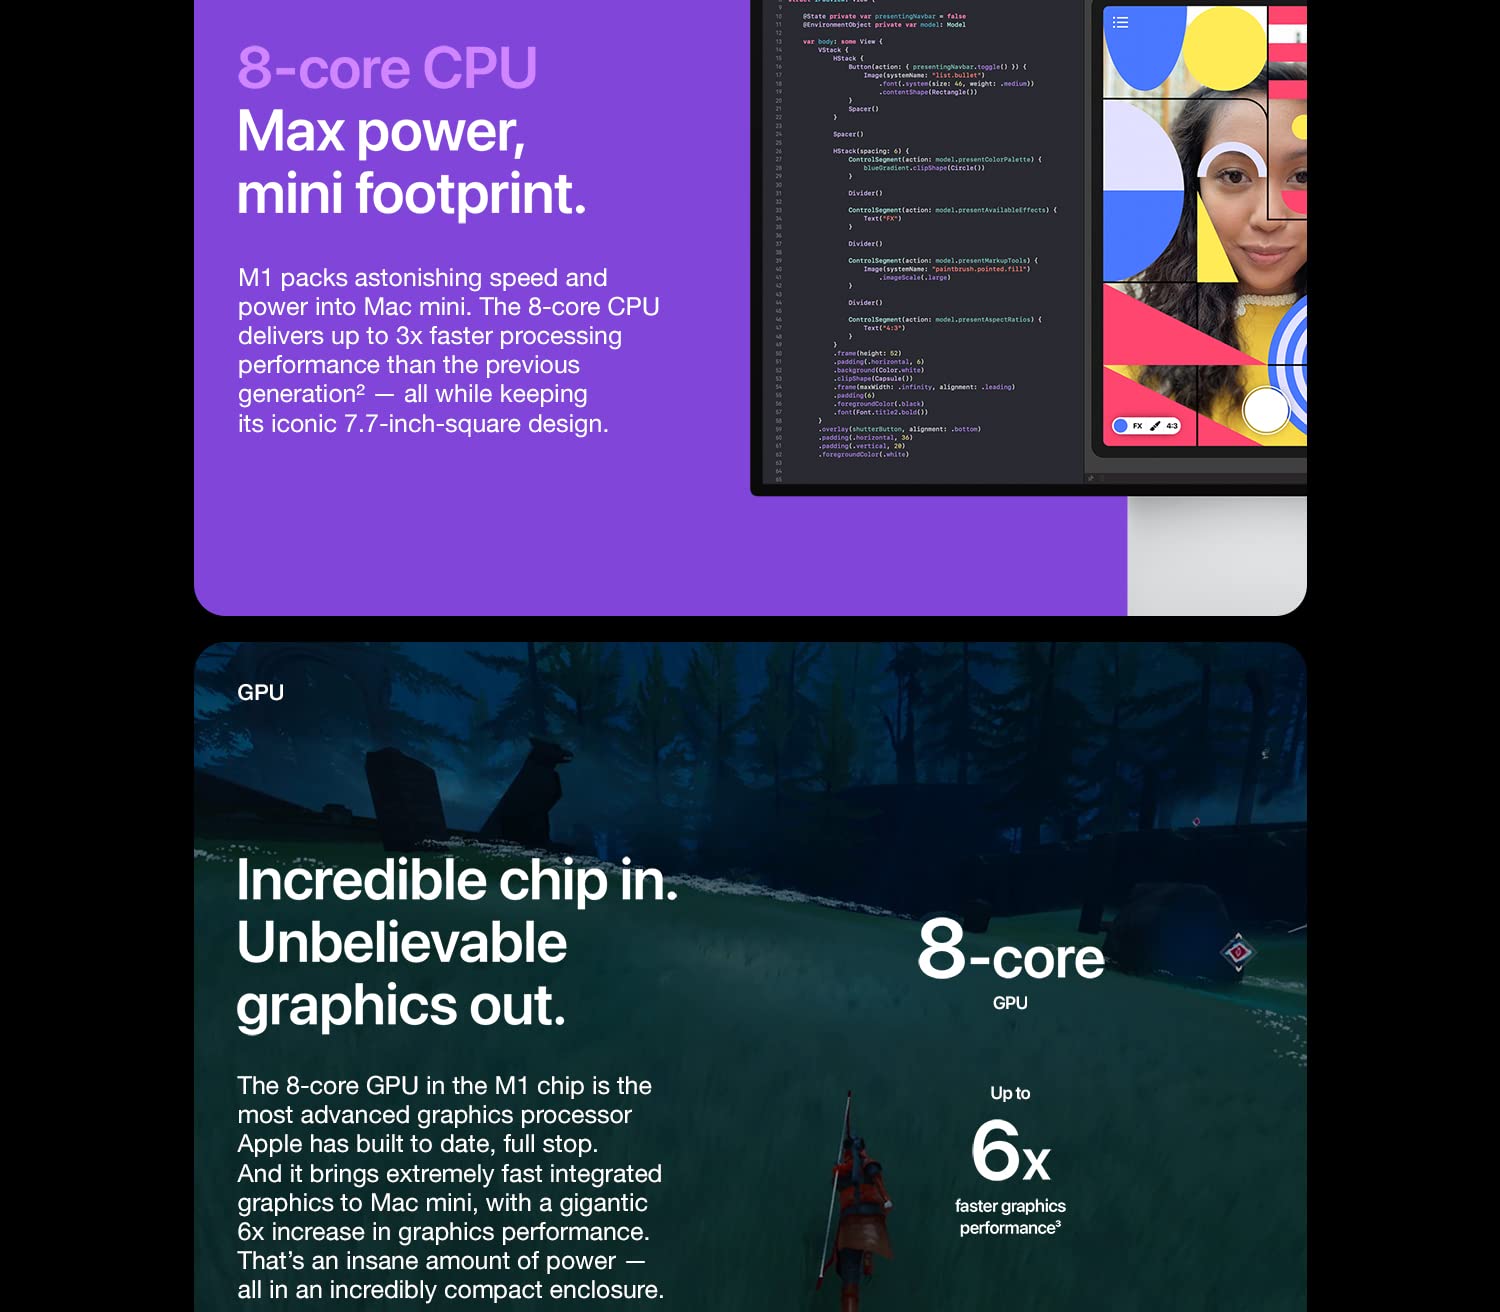 8-core CPU
Max power,
mini footprint.
M1 packs astonishing speed and
power into Mac mini. The 8-core CPU
delivers up to 3x faster processing
performance than the previous
generation² — all while keeping
its iconic 7.7-inch-square design.
@State private var presentingNavbar = false
@EnvironmentObject private var model: Model
var body: some View {
VStack {
HStack {
Button(action: { presentingNavbar.toggle() }) {
Image(systemName: "list.bullet")
.font(.system(size: 46, weight: .medium))
.contentShape(Rectangle())
}
Spacer()
}
Spacer()
HStack(spacing: 6) {
ControlSegment(action: model.presentColorPalette) {
blueGradient.clipShape(Circle())
}
Divider()
ControlSegment(action: model.presentAvailableEffects) {
Text("FX")
}
Divider()
ControlSegment(action: model.presentMarkupTools) {
Image(systemName: "paintbrush.pointed.fill")
.imageScale(.large)
}
Divider()
ControlSegment(action: model.presentAspectRatios) {
Text("4:3")
}
}
.frame(height: 52)
.padding(.horizontal, 6)
.background(Color.white)
.clipShape(Capsule())
.frame(maxWidth: .infinity, alignment: .leading)
.padding(6)
.foregroundColor(.black)
.font(Font.title2.bold())
}
.overlay(shutterButton, alignment: .bottom)
.padding(.horizontal, 36)
.padding(.vertical, 20)
.foregroundColor(.white)
FX 4:3
GPU
Incredible chip in.
Unbelievable
graphics out.
The 8-core GPU in the M1 chip is the
most advanced graphics processor
Apple has built to date, full stop.
And it brings extremely fast integrated
graphics to Mac mini, with a gigantic
6x increase in graphics performance.
That's an insane amount of power —
all in an incredibly compact enclosure.
8-core
GPU
Up to
6x
faster graphics
performance³